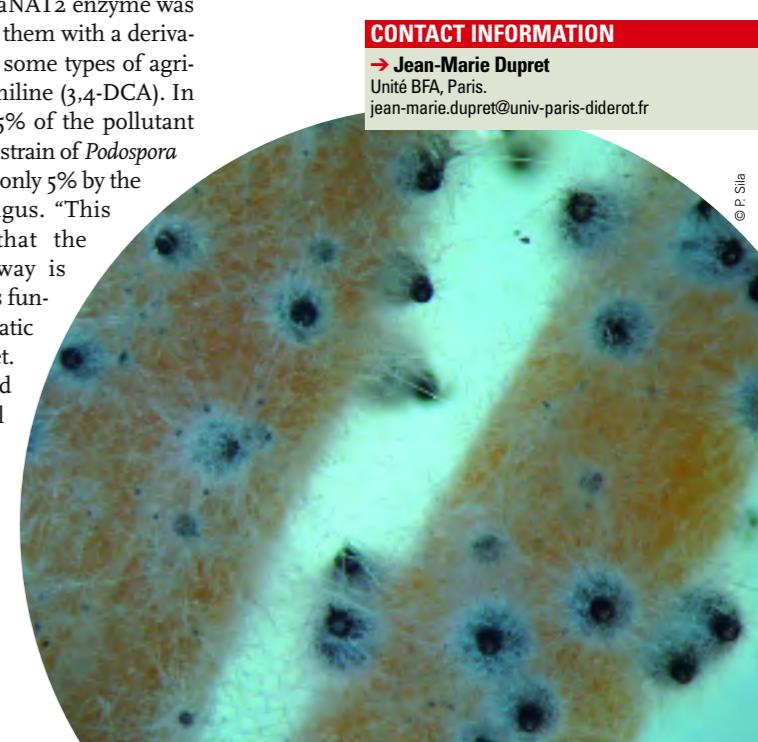 aNAT2 enzyme was
them with a deriva-
some types of agri-
niline (3,4-DCA). In
5% of the pollutant
strain of Podospora
only 5% by the
gus. “This
that the
way is
s fun-
atic
et.
d
l
CONTACT INFORMATION
➔ Jean-Marie Dupret
Unité BFA, Paris.
jean-marie.dupret@univ-paris-diderot.fr
© P. Sila